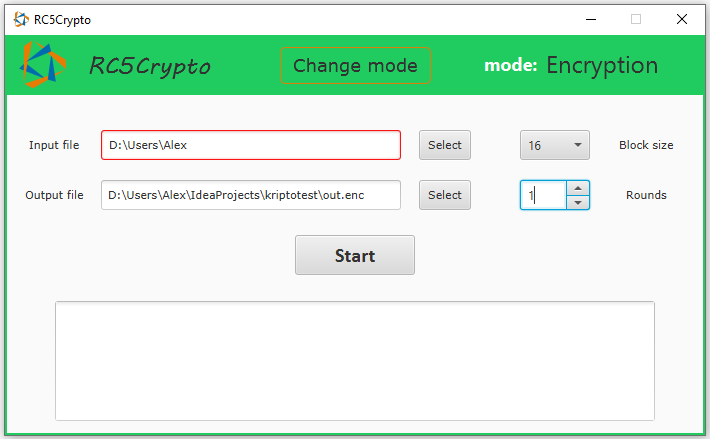 RC5Crypto
RC5Crypto
Change mode
mode: Encryption
Input file
D:\Users\Alex
Select
16
Block size
Output file
D:\Users\Alex\IdeaProjects\kriptotest\out.enc
Select
1
Rounds
Start